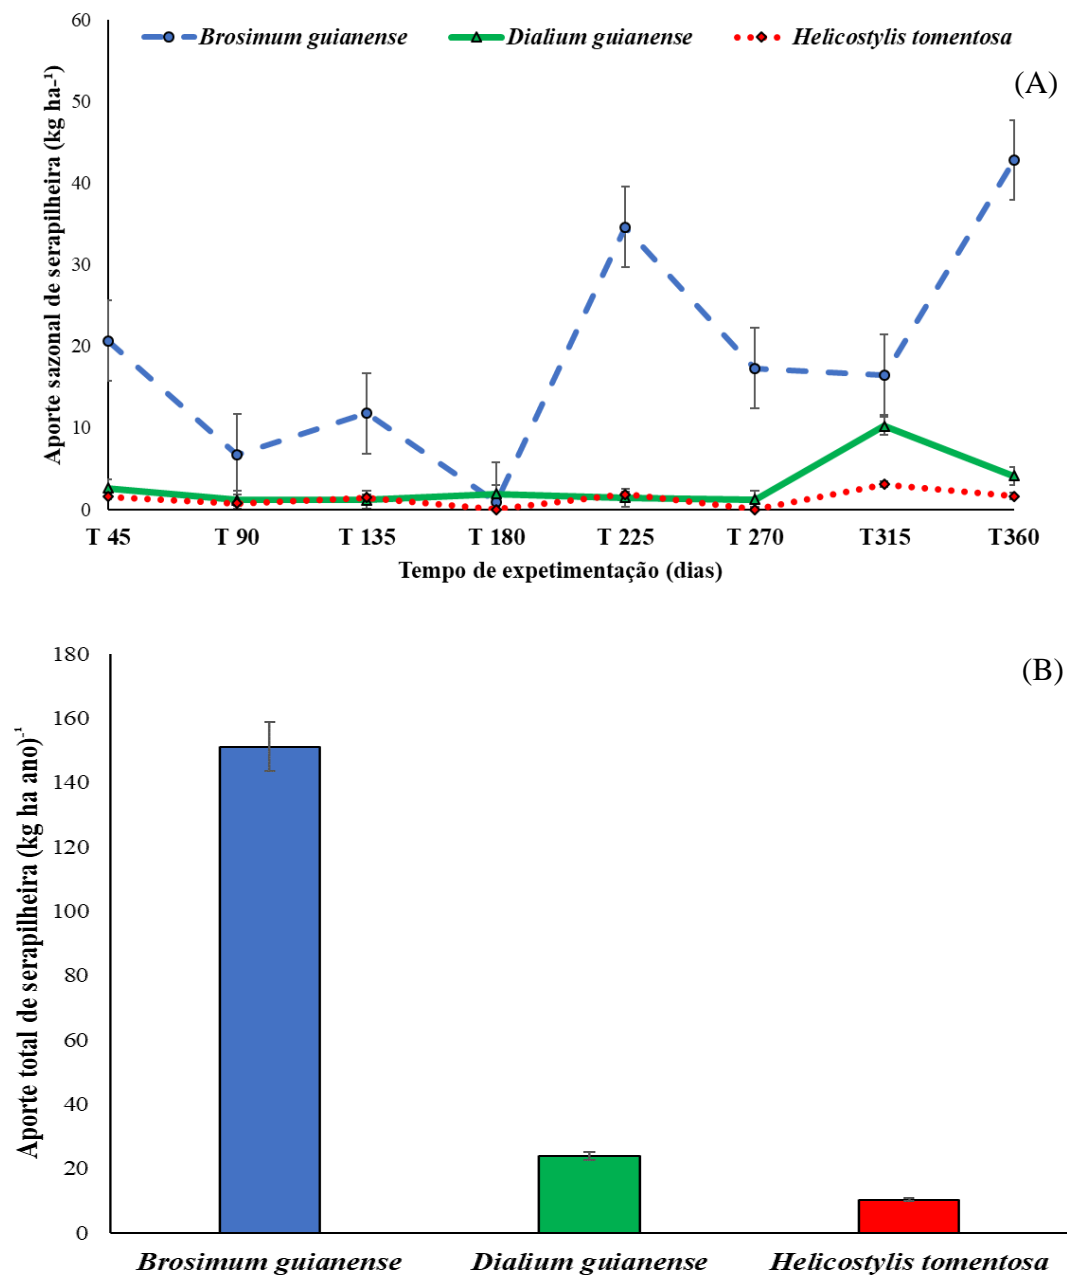 60
Brosimum guianense
Dialium guianense
Helicostylis tomentosa
(A)
50
40
30
20
10
0
Aporte sazonal de serapilheira (kg ha-¹)
T 45 T 90 T 135 T 180 T 225 T 270 T315 T360
Tempo de expetimentação (dias)
180
(B)
160
140
120
100
80
60
40
20
0
Aporte total de serapilheira (kg ha ano)-¹
Brosimum guianense Dialium guianense Helicostylis tomentosa